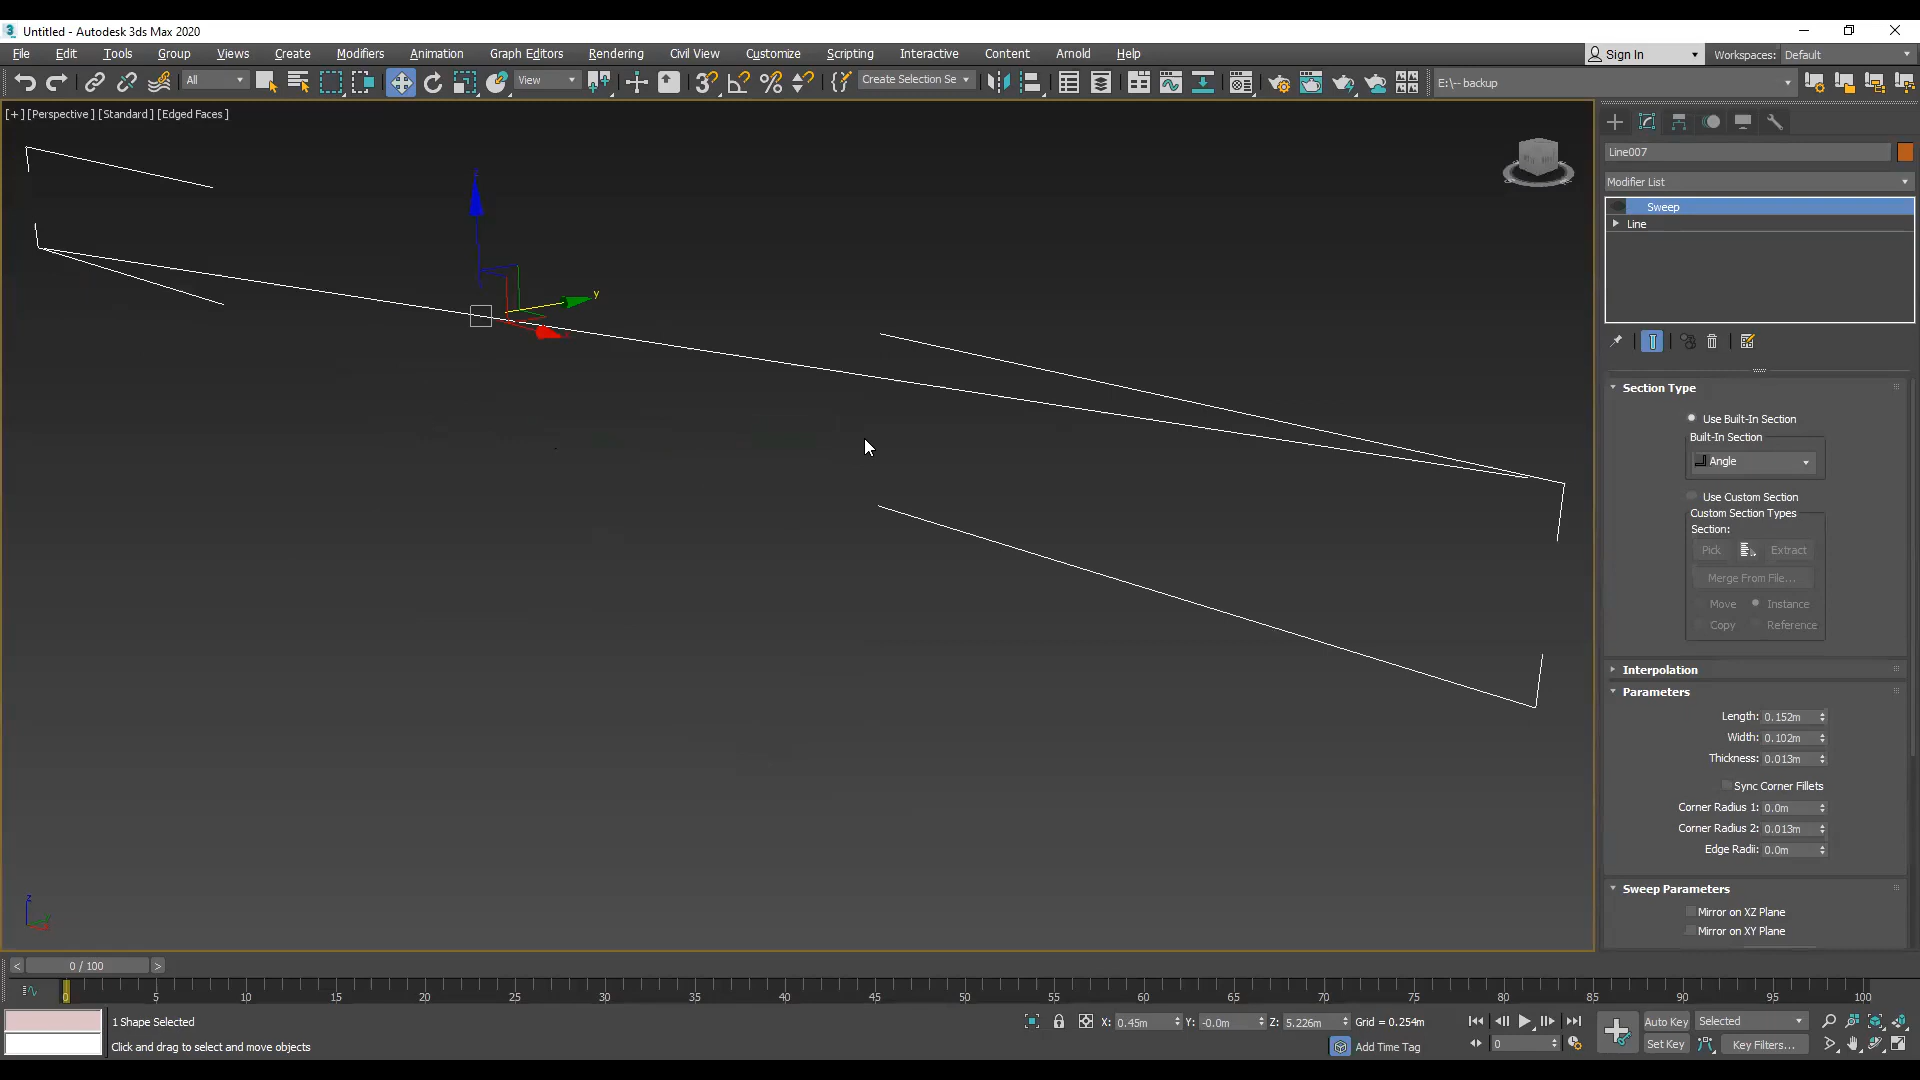 Untitled - Autodesk 3ds Max 2020
File Edit Tools Group Views Create Modifiers Animation Graph Editors Rendering Civil View Customize Scripting Interactive Content Arnold Help
Sign In Workspaces: Default
All View Create Selection Se E:\-- backup
[+] [Perspective ] [Standard ] [Edged Faces ]
z
y
Line007
Modifier List
Sweep
Line
Section Type
Use Built-In Section
Built-In Section
Angle
Use Custom Section
Custom Section Types
Section:
Pick Extract
Merge From File...
Move Instance
Copy Reference
Interpolation
Parameters
Length: 0.152m
Width: 0.102m
Thickness: 0.013m
Sync Corner Fillets
Corner Radius 1: 0.0m
Corner Radius 2: 0.013m
Edge Radii: 0.0m
Sweep Parameters
Mirror on XZ Plane
Mirror on XY Plane
z
< 0 / 100 >
0 5 10 15 20 25 30 35 40 45 50 55 60 65 70 75 80 85 90 95 100
1 Shape Selected X: 0.45m Y: -0.0m Z: 5.226m Grid = 0.254m Auto Key Selected
Click and drag to select and move objects Add Time Tag 0 Set Key Key Filters...